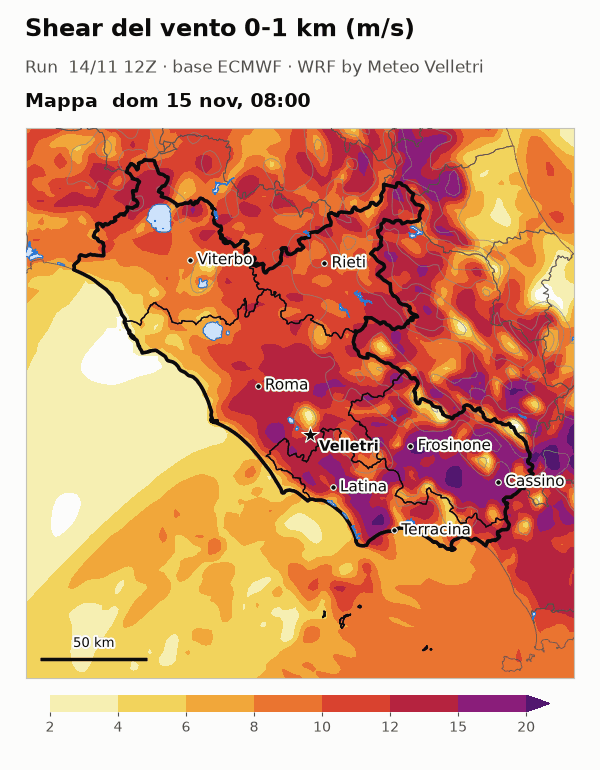 Shear del vento 0-1 km (m/s)
Run  14/11 12Z · base ECMWF · WRF by Meteo Velletri
Mappa  dom 15 nov, 08:00
Viterbo
Rieti
Roma
Velletri
Frosinone
Cassino
Latina
Terracina
50 km
2 4 6 8 10 12 15 20